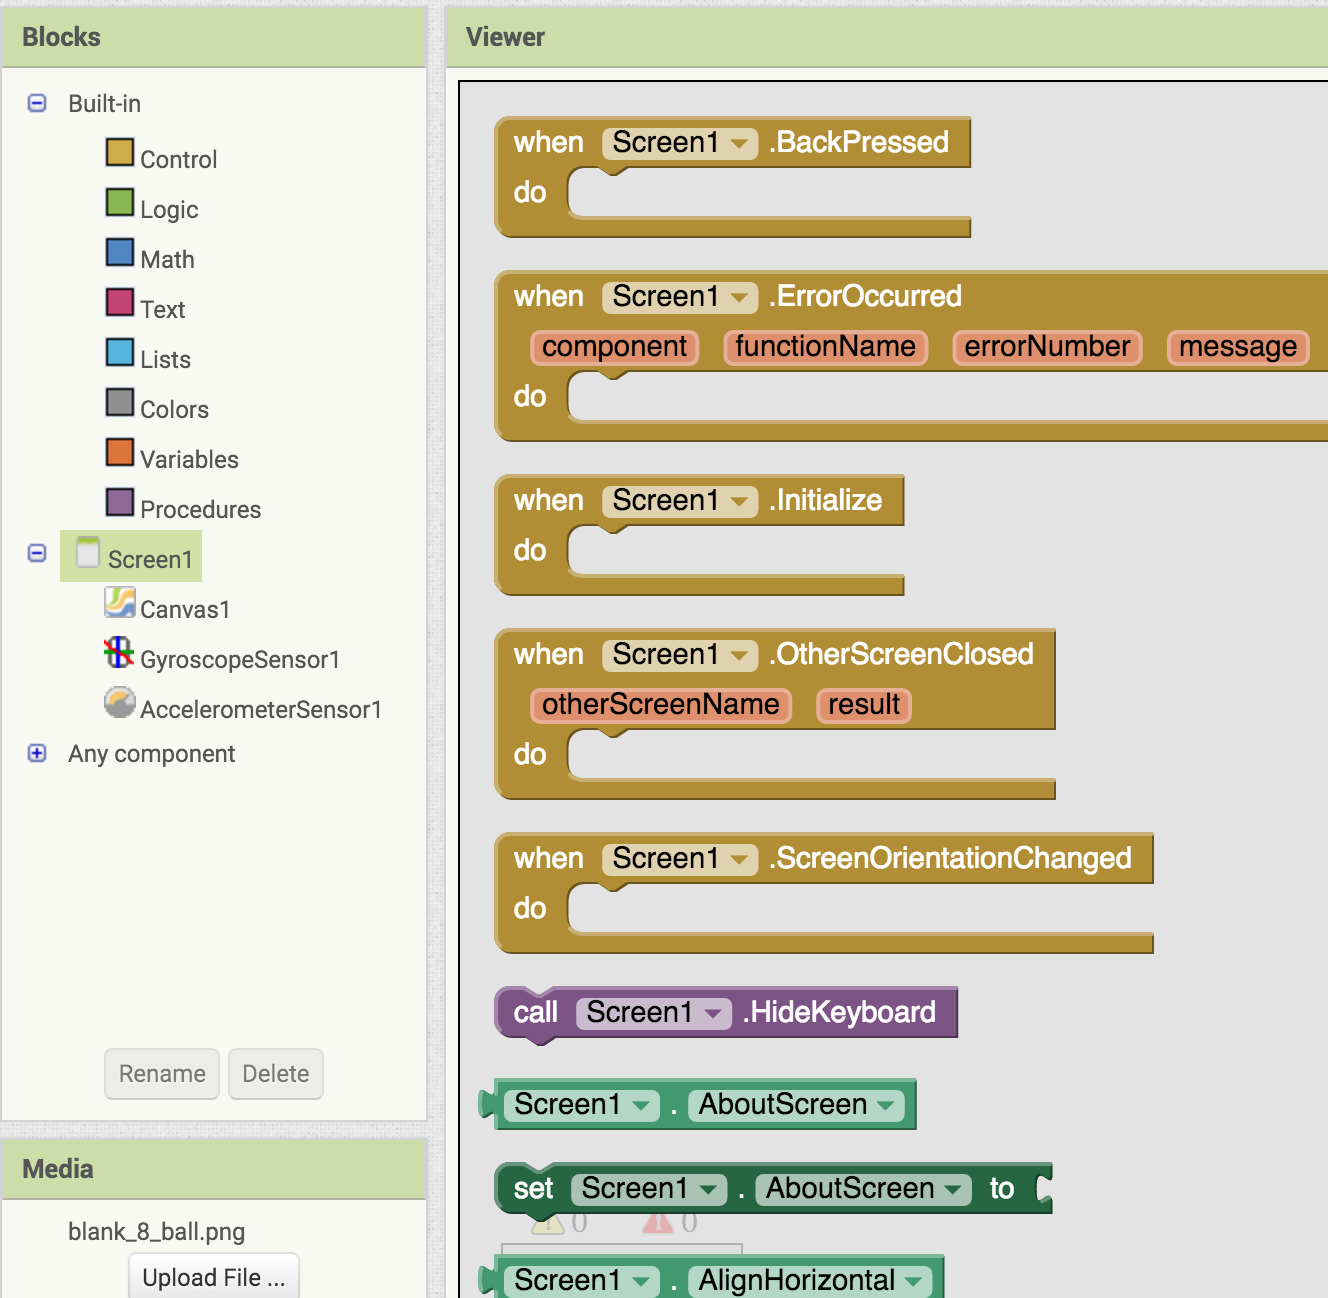 Blocks
Built-in
Control
Logic
Math
Text
Lists
Colors
Variables
Procedures
Screen1
Canvas1
GyroscopeSensor1
AccelerometerSensor1
Any component
Rename Delete
Media
blank_8_ball.png
Upload File ...
Viewer
when Screen1 .BackPressed
do
when Screen1 .ErrorOccurred
component functionName errorNumber message
do
when Screen1 .Initialize
do
when Screen1 .OtherScreenClosed
otherScreenName result
do
when Screen1 .ScreenOrientationChanged
do
call Screen1 .HideKeyboard
Screen1 . AboutScreen
set Screen1 . AboutScreen to
0 0
Screen1 . AlignHorizontal